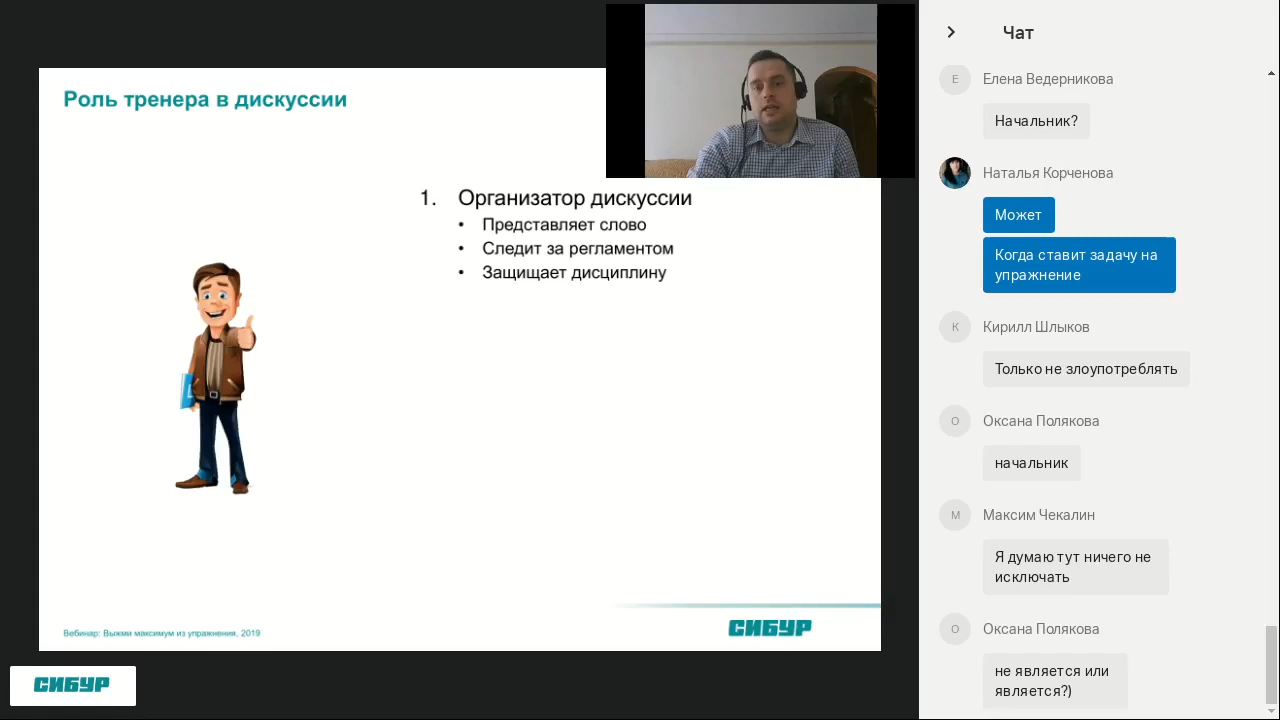 Роль тренера в дискуссии
1. Организатор дискуссии
• Представляет слово
• Следит за регламентом
• Защищает дисциплину
Вебинар: Выжми максимум из упражнения, 2019
СИБУР
СИБУР
Чат
Е
Елена Ведерникова
Начальник?
Наталья Корченова
Может
Когда ставит задачу на
упражнение
К
Кирилл Шлыков
Только не злоупотреблять
О
Оксана Полякова
начальник
М
Максим Чекалин
Я думаю тут ничего не
исключать
О
Оксана Полякова
не является или
является?)